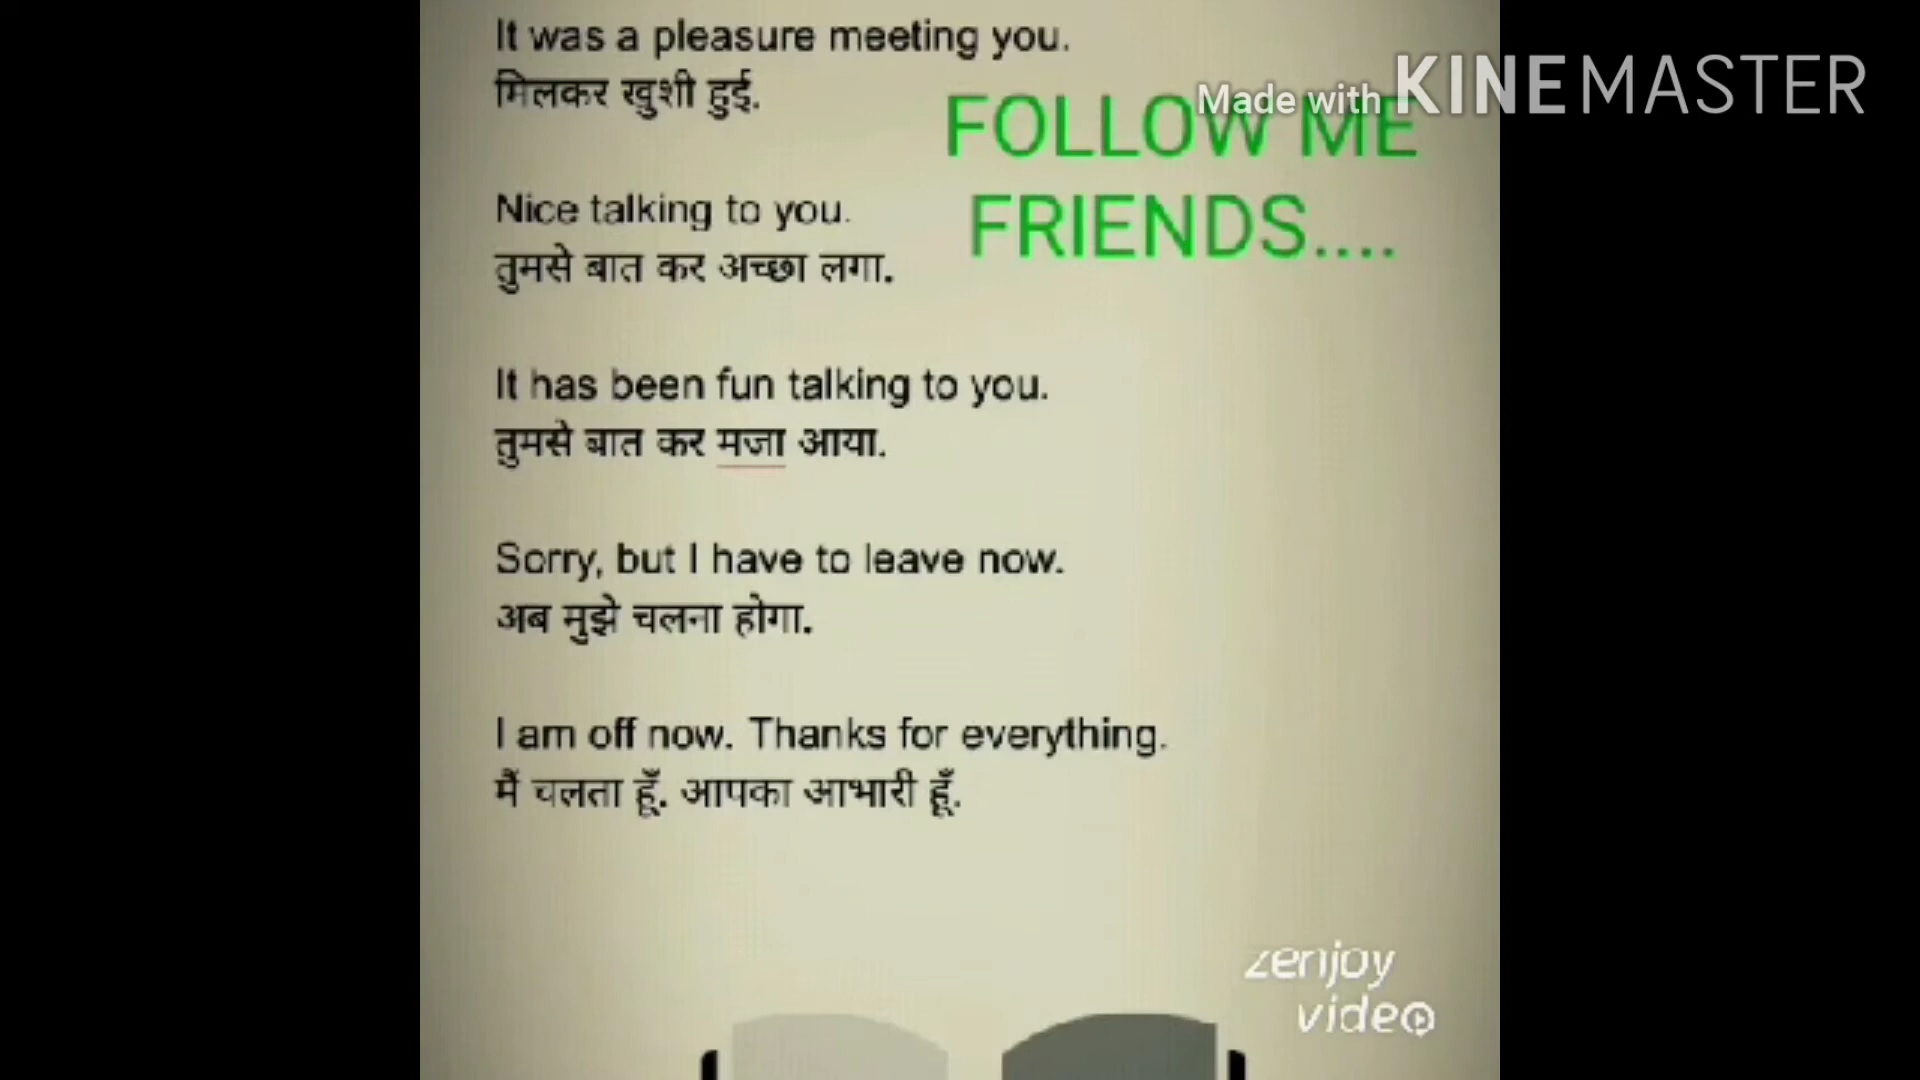 It was a pleasure meeting you.
मिलकर खुशी हुई.
Made with KINEMASTER
FOLLOW ME
FRIENDS....
Nice talking to you.
तुमसे बात कर अच्छा लगा.
It has been fun talking to you.
तुमसे बात कर मजा आया.
Sorry, but I have to leave now.
अब मुझे चलना होगा.
I am off now. Thanks for everything.
मैं चलता हूँ. आपका आभारी हूँ.
zenjoy
video